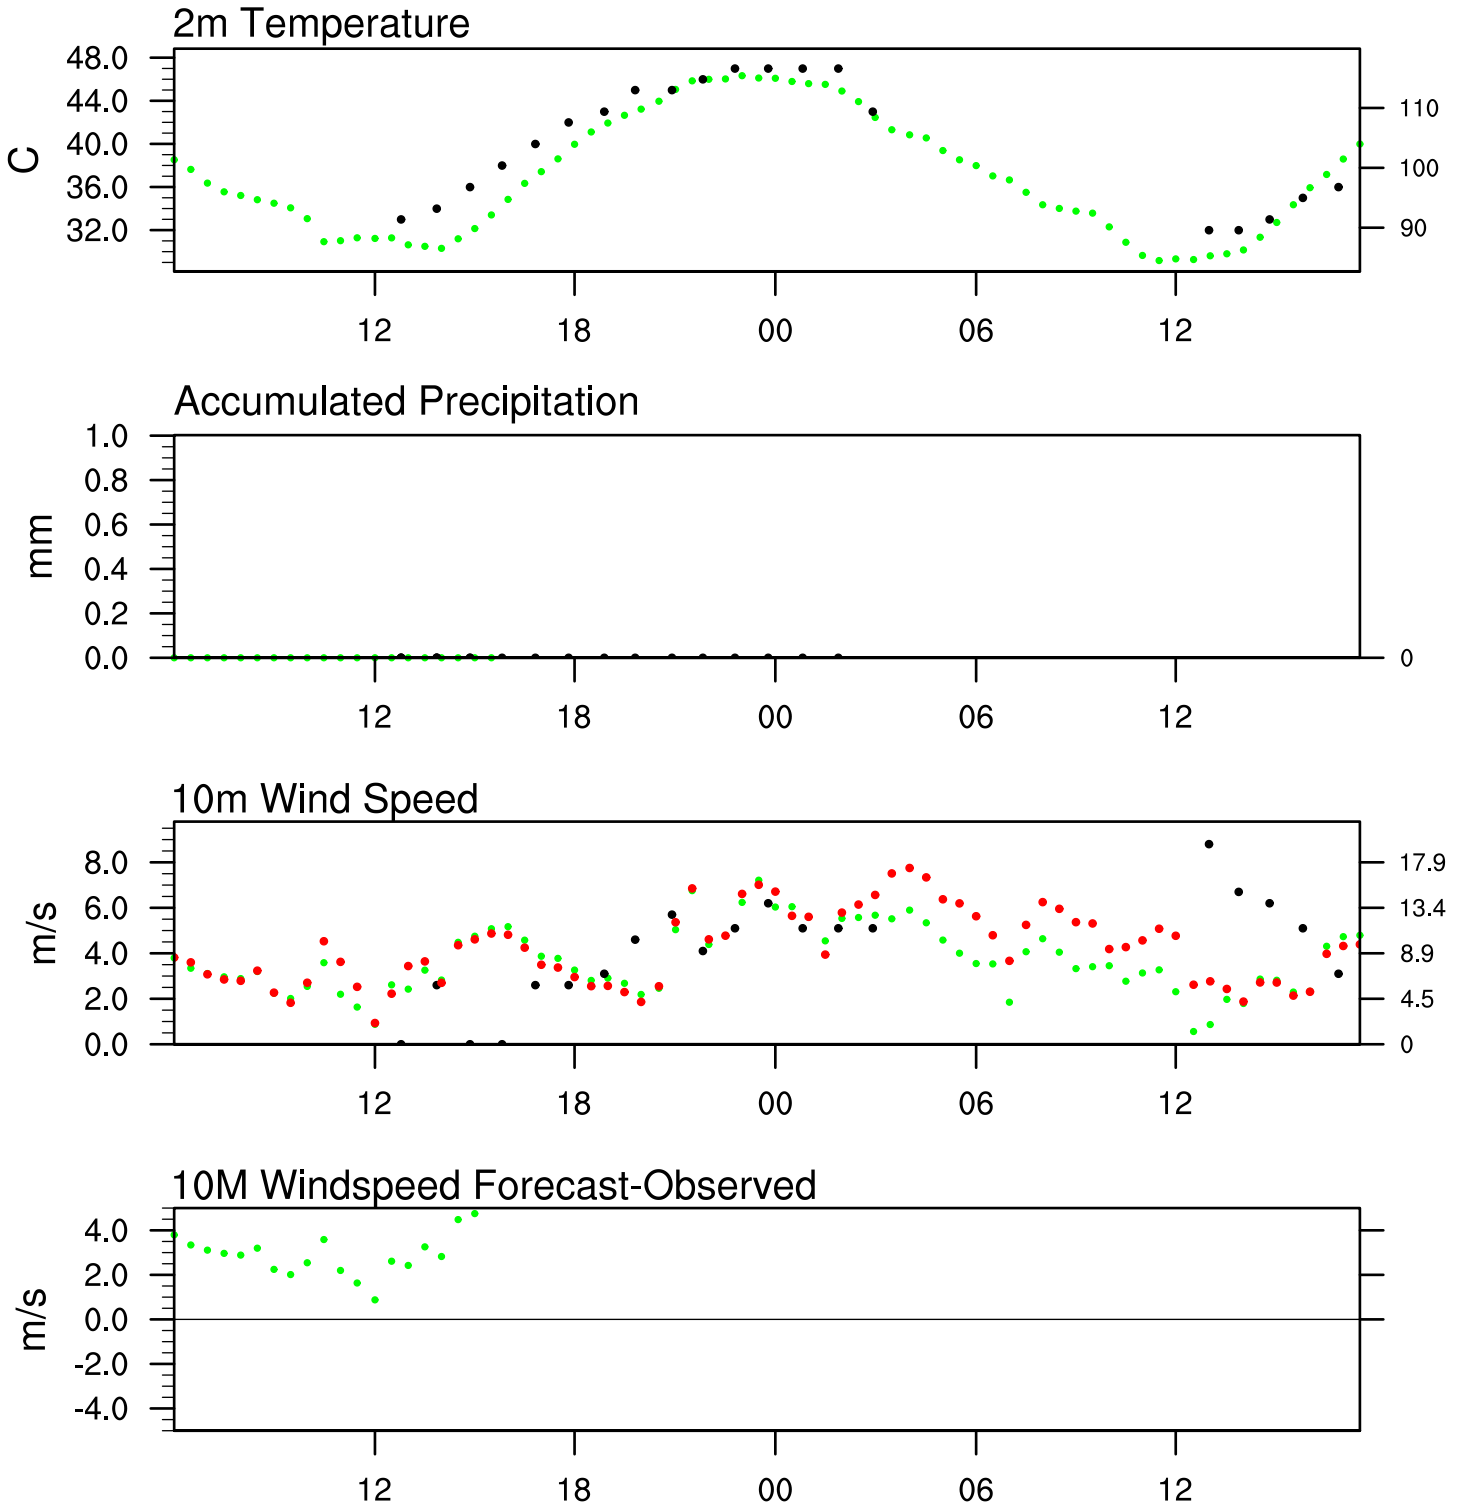 2m Temperature
48.0
44.0
40.0
36.0
32.0
C
110
100
90
12 18 00 06 12
Accumulated Precipitation
1.0
0.8
0.6
0.4
0.2
0.0
mm
0
12 18 00 06 12
10m Wind Speed
8.0
6.0
4.0
2.0
0.0
m/s
17.9
13.4
8.9
4.5
0
12 18 00 06 12
10M Windspeed Forecast-Observed
4.0
2.0
0.0
-2.0
-4.0
m/s
12 18 00 06 12